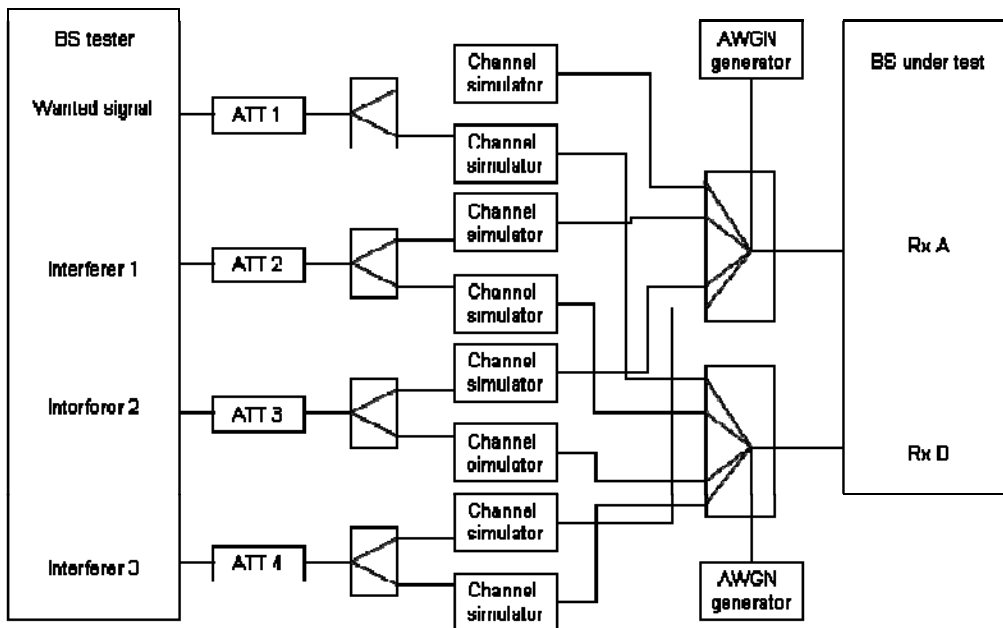 BS tester
Wanted signal
Interferer 1
Intorforor 2
Interferer 3
ATT 1
ATT 2
ATT 3
ATT 4
Channel
simulator
Channel
simulator
Channel
simulator
Channel
simulator
Channel
simulator
Channel
oimulator
Channel
simulator
Channel
simulator
AWGN
generator
AWGN
generator
BS under test
Rx A
Rx D